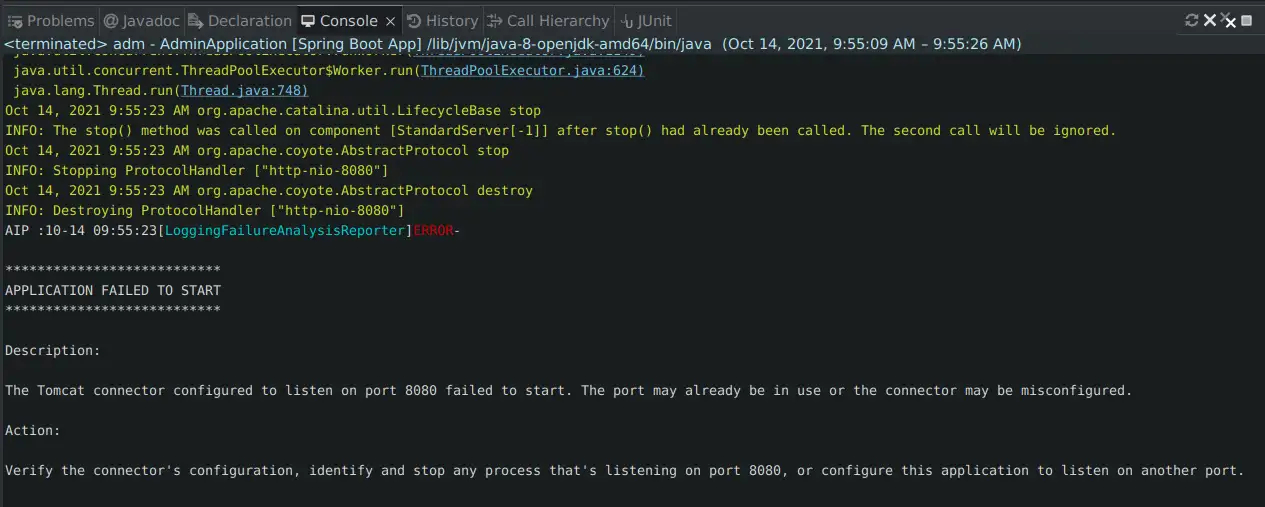 Problems @ Javadoc Declaration Console History Call Hierarchy JUnit
<terminated> adm - AdminApplication [Spring Boot App] /lib/jvm/java-8-openjdk-amd64/bin/java (Oct 14, 2021, 9:55:09 AM – 9:55:26 AM)
java.util.concurrent.ThreadPoolExecutor$Worker.run(ThreadPoolExecutor.java:624)
java.lang.Thread.run(Thread.java:748)
Oct 14, 2021 9:55:23 AM org.apache.catalina.util.LifecycleBase stop
INFO: The stop() method was called on component [StandardServer[-1]] after stop() had already been called. The second call will be ignored.
Oct 14, 2021 9:55:23 AM org.apache.coyote.AbstractProtocol stop
INFO: Stopping ProtocolHandler ["http-nio-8080"]
Oct 14, 2021 9:55:23 AM org.apache.coyote.AbstractProtocol destroy
INFO: Destroying ProtocolHandler ["http-nio-8080"]
AIP :10-14 09:55:23[LoggingFailureAnalysisReporter]ERROR-
***************************
APPLICATION FAILED TO START
***************************
Description:
The Tomcat connector configured to listen on port 8080 failed to start. The port may already be in use or the connector may be misconfigured.
Action:
Verify the connector's configuration, identify and stop any process that's listening on port 8080, or configure this application to listen on another port.